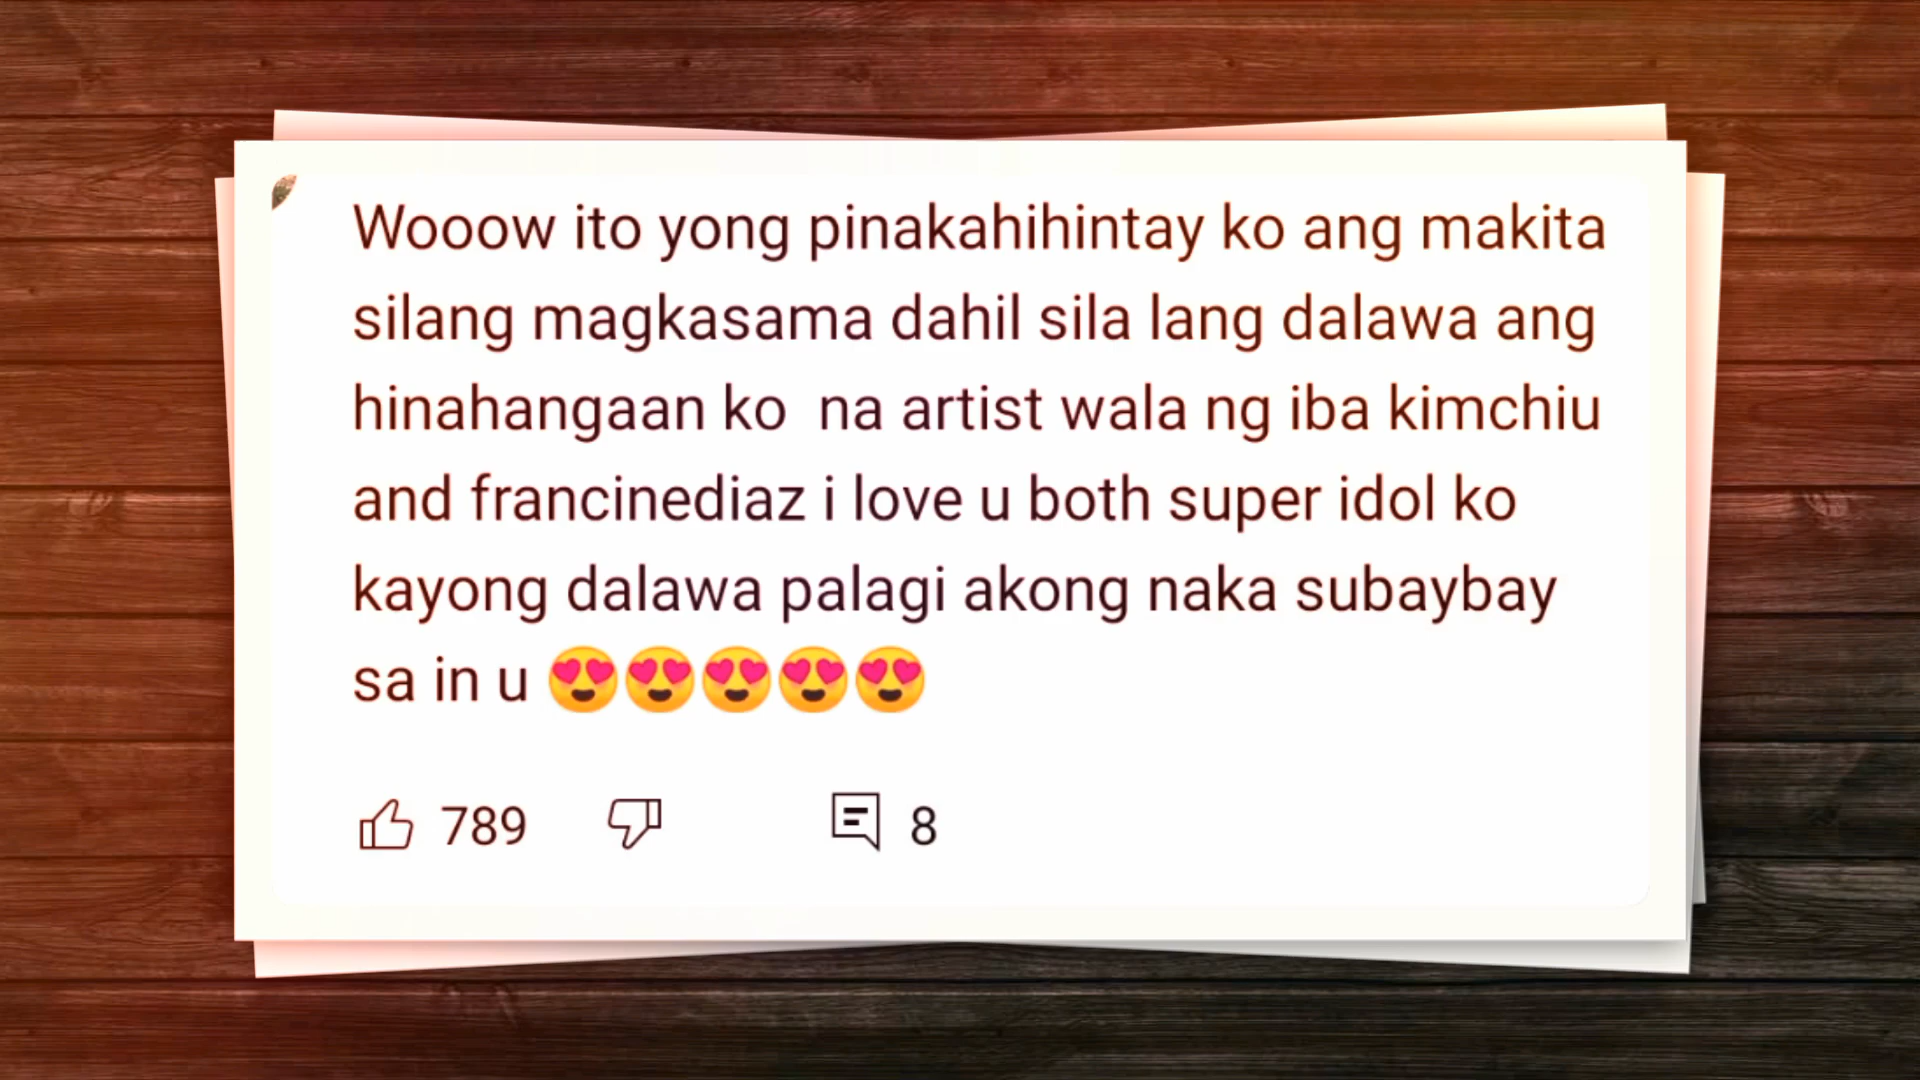 Wooow ito yong pinakahihintay ko ang makita
silang magkasama dahil sila lang dalawa ang
hinahangaan ko na artist wala ng iba kimchiu
and francinediaz i love u both super idol ko
kayong dalawa palagi akong naka subaybay
sa in u 😍😍😍😍😍
789 8